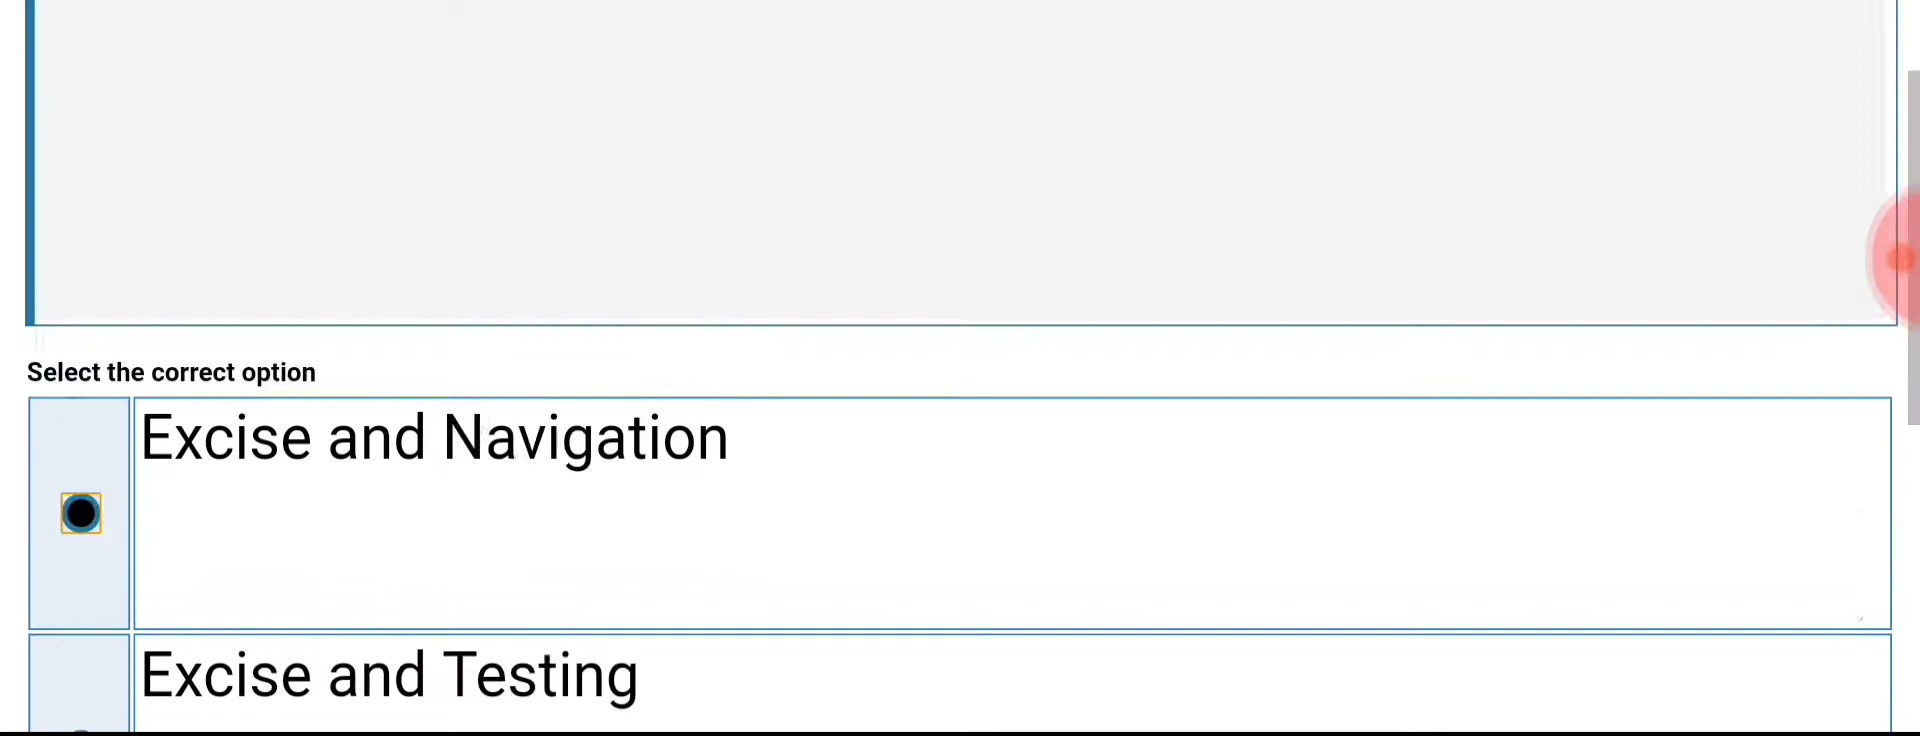 Select the correct option
Excise and Navigation
Excise and Testing